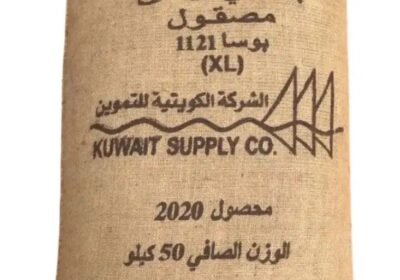 مصقول
بوسا 1121
(XL)
الشركة الكويتية للتموين
KUWAIT SUPPLY CO.
محصول 2020
الوزن الصافي 50 كيلو